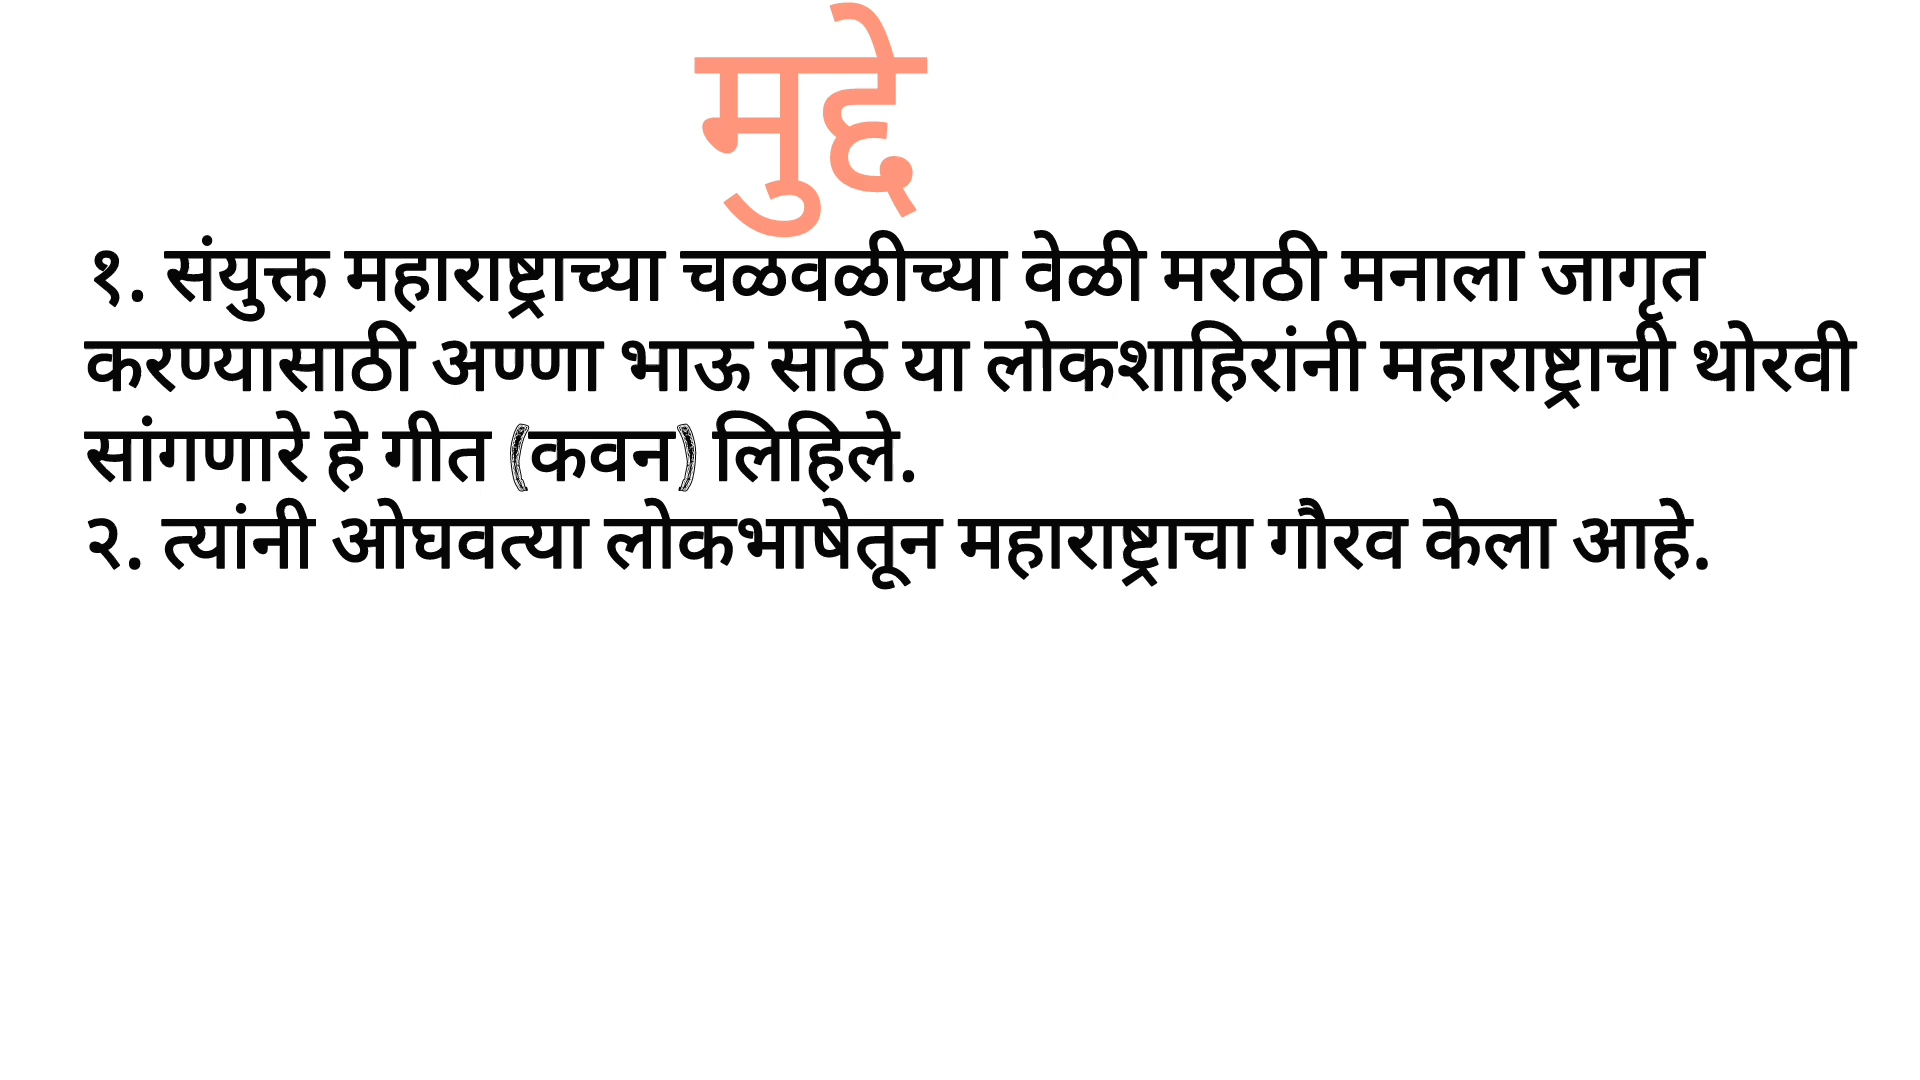 मुद्दे
१. संयुक्त महाराष्ट्राच्या चळवळीच्या वेळी मराठी मनाला जागृत
करण्यासाठी अण्णा भाऊ साठे या लोकशाहिरांनी महाराष्ट्राची थोरवी
सांगणारे हे गीत (कवन) लिहिले.
२. त्यांनी ओघवत्या लोकभाषेतून महाराष्ट्राचा गौरव केला आहे.